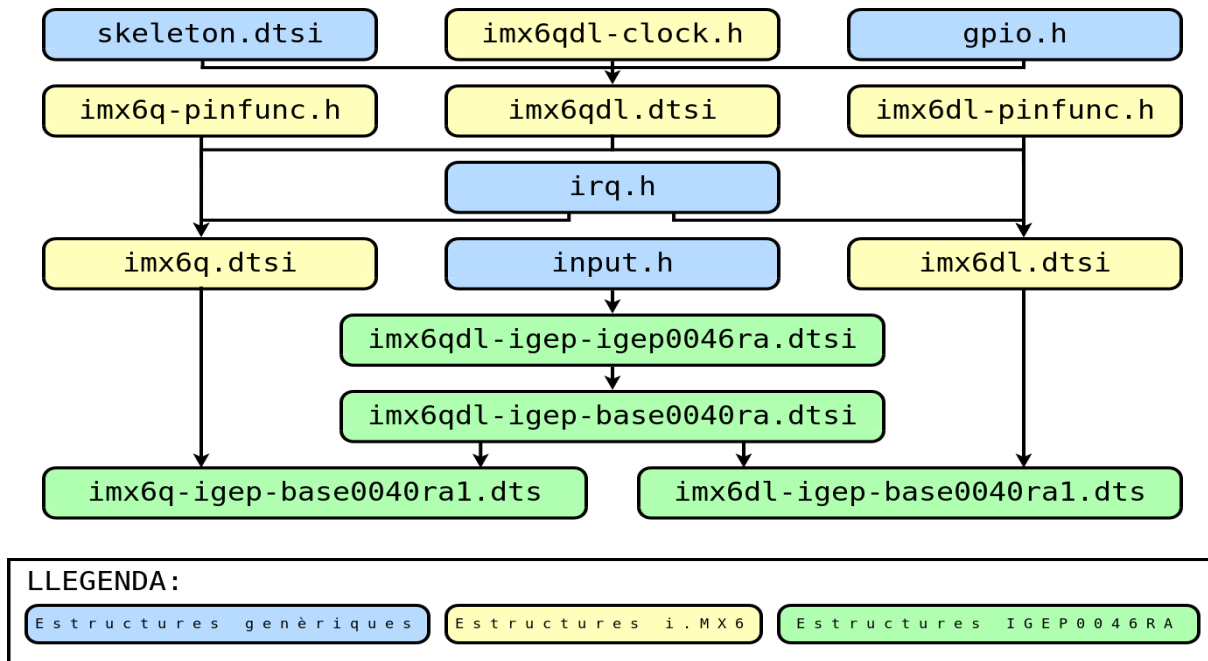 skeleton.dtsi
imx6qdl-clock.h
gpio.h
imx6q-pinfunc.h
imx6qdl.dtsi
imx6dl-pinfunc.h
irq.h
imx6q.dtsi
input.h
imx6dl.dtsi
imx6qdl-igep-igep0046ra.dtsi
imx6qdl-igep-base0040ra.dtsi
imx6q-igep-base0040ra1.dts
imx6dl-igep-base0040ra1.dts
LLEGENDA:
Estructures genèriques
Estructures i.MX6
Estructures IGEP0046RA